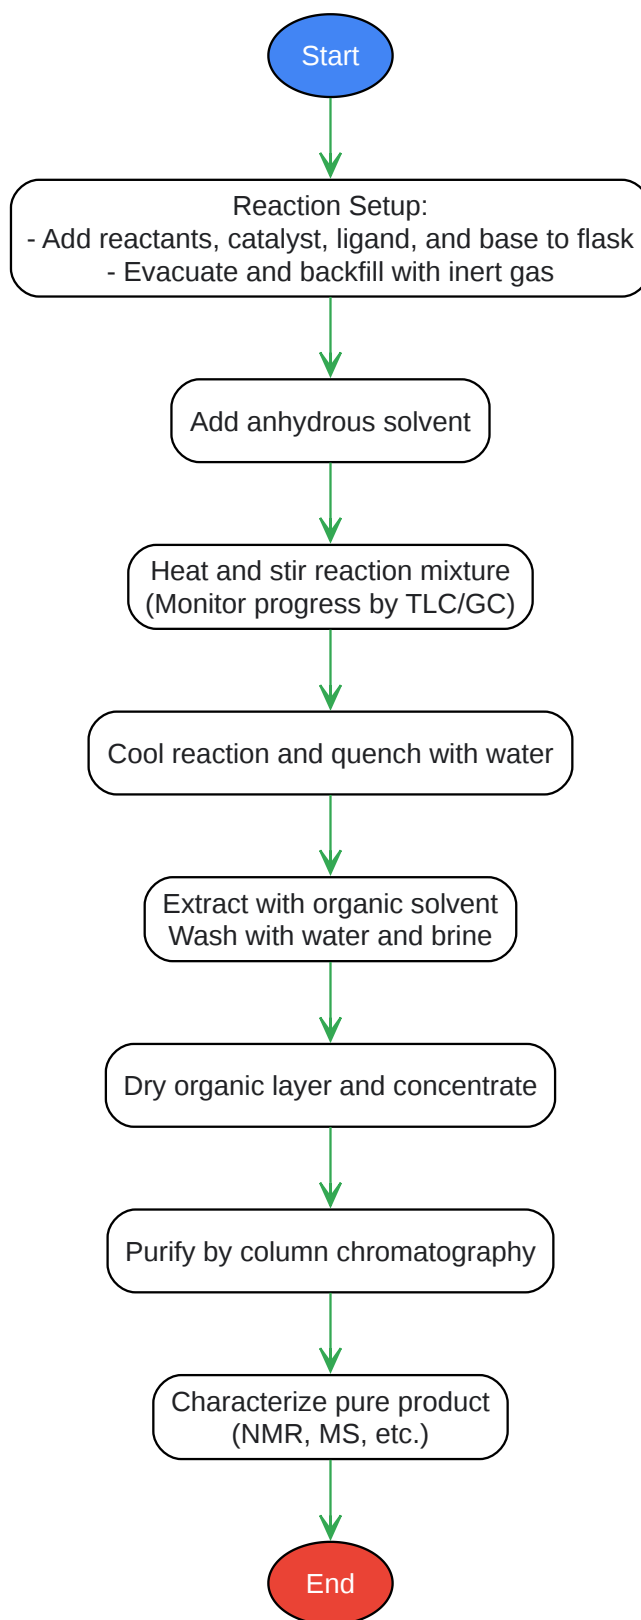 Start
Reaction Setup:
- Add reactants, catalyst, ligand, and base to flask
- Evacuate and backfill with inert gas
Add anhydrous solvent
Heat and stir reaction mixture
(Monitor progress by TLC/GC)
Cool reaction and quench with water
Extract with organic solvent
Wash with water and brine
Dry organic layer and concentrate
Purify by column chromatography
Characterize pure product
(NMR, MS, etc.)
End